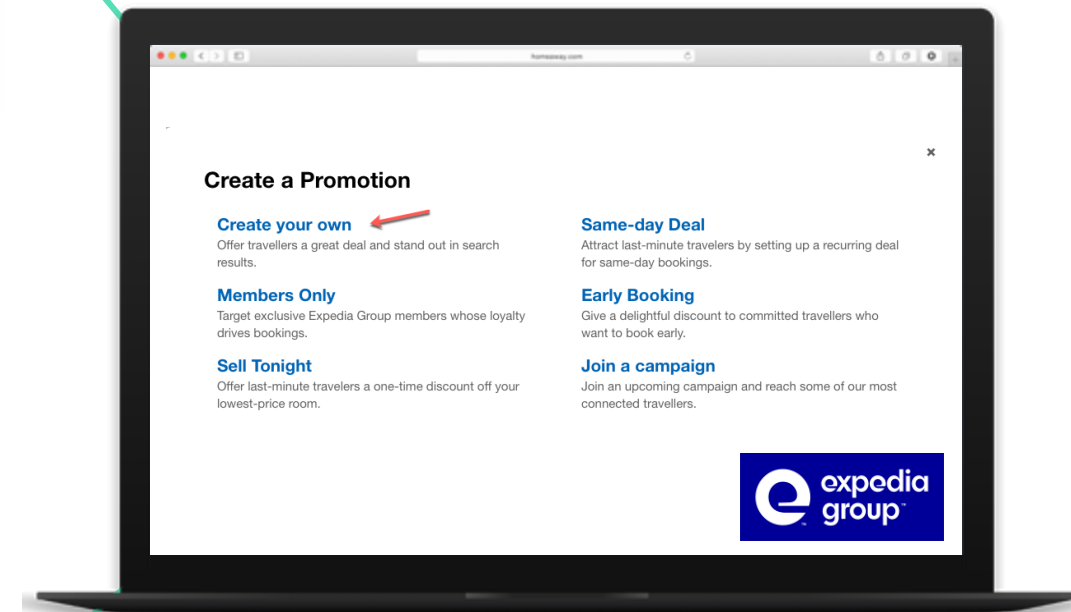 homeaway.com
Create a Promotion
Create your own
Offer travellers a great deal and stand out in search
results.
Members Only
Target exclusive Expedia Group members whose loyalty
drives bookings.
Sell Tonight
Offer last-minute travelers a one-time discount off your
lowest-price room.
Same-day Deal
Attract last-minute travelers by setting up a recurring deal
for same-day bookings.
Early Booking
Give a delightful discount to committed travellers who
want to book early.
Join a campaign
Join an upcoming campaign and reach some of our most
connected travellers.
expedia
group™